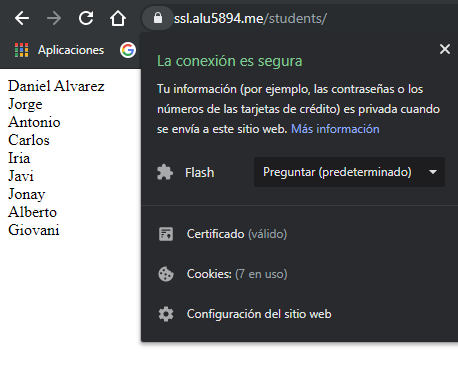 ssl.alu5894.me/students/
Aplicaciones
Daniel Alvarez
Jorge
Antonio
Carlos
Iria
Javi
Jonay
Alberto
Giovani
La conexión es segura
Tu información (por ejemplo, las contraseñas o los
números de las tarjetas de crédito) es privada cuando
se envía a este sitio web. Más información
Flash Preguntar (predeterminado)
Certificado (válido)
Cookies: (7 en uso)
Configuración del sitio web